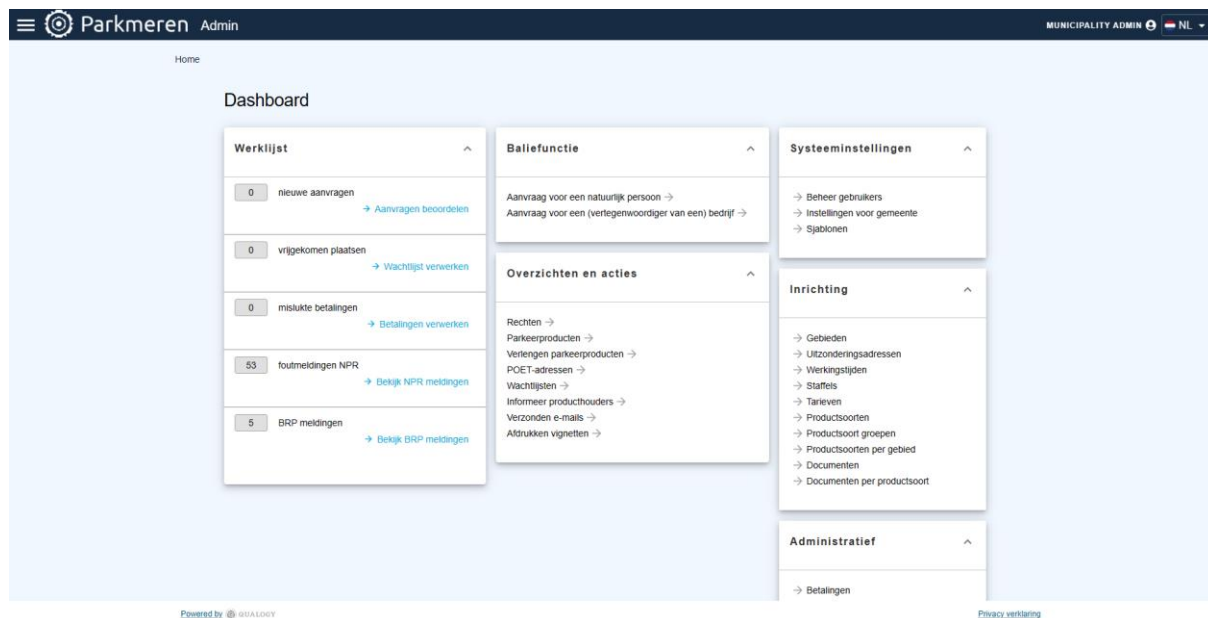 Parkmeren Admin
MUNICIPALITY ADMIN NL
Home
Dashboard
Werklijst
0 nieuwe aanvragen
→ Aanvragen beoordelen
0 vrijgekomen plaatsen
→ Wachtlijst verwerken
0 mislukte betalingen
→ Betalingen verwerken
53 foutmeldingen NPR
→ Bekijk NPR meldingen
5 BRP meldingen
→ Bekijk BRP meldingen
Baliefunctie
Aanvraag voor een natuurlijk persoon →
Aanvraag voor een (vertegenwoordiger van een) bedrijf →
Overzichten en acties
Rechten →
Parkeerproducten →
Verlengen parkeerproducten →
POET-adressen →
Wachtlijsten →
Informeer producthouders →
Verzonden e-mails →
Afdrukken vignetten →
Systeeminstellingen
→ Beheer gebruikers
→ Instellingen voor gemeente
→ Sjablonen
Inrichting
→ Gebieden
→ Uitzonderingsadressen
→ Werkingstijden
→ Staffels
→ Tarieven
→ Productsoorten
→ Productsoort groepen
→ Productsoorten per gebied
→ Documenten
→ Documenten per productsoort
Administratief
→ Betalingen
Powered by QUALOGY
Privacy verklaring